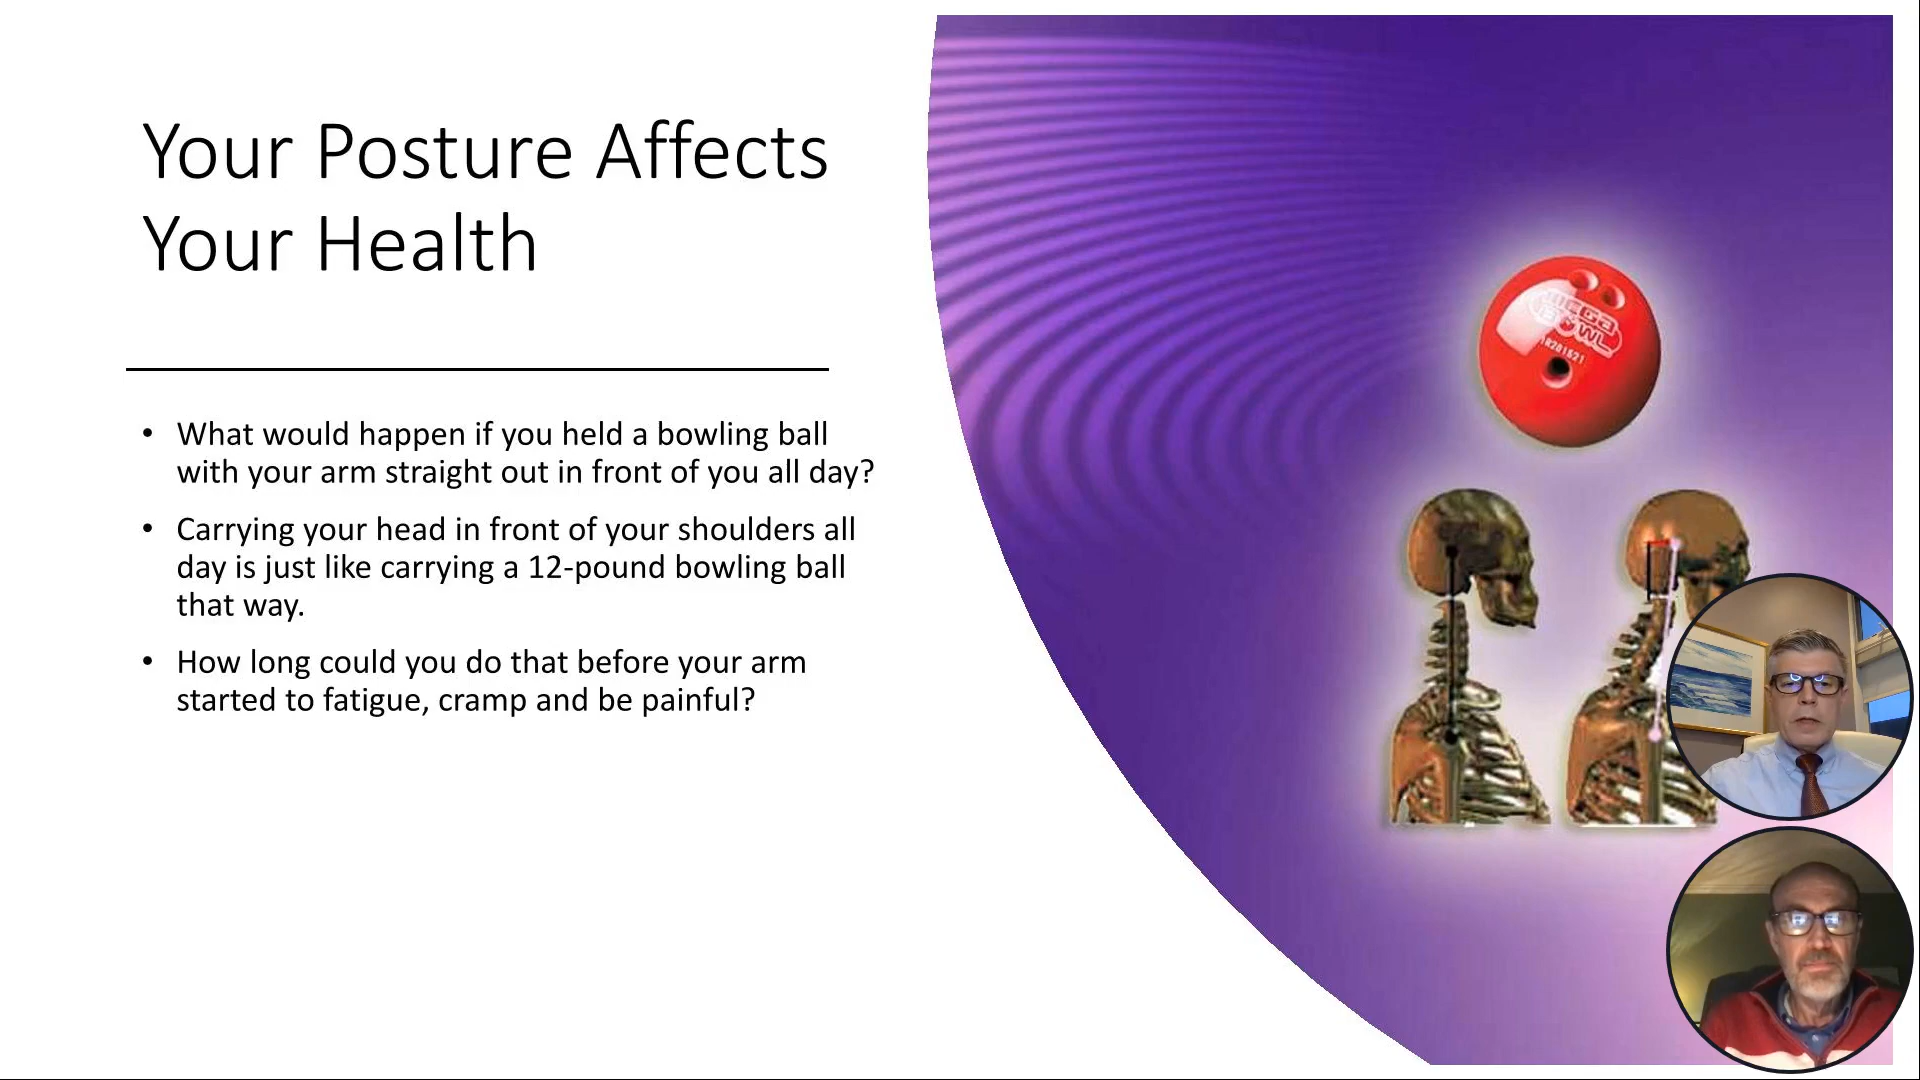 Your Posture Affects
Your Health
• What would happen if you held a bowling ball
with your arm straight out in front of you all day?
• Carrying your head in front of your shoulders all
day is just like carrying a 12-pound bowling ball
that way.
• How long could you do that before your arm
started to fatigue, cramp and be painful?
MEGA
BOWL